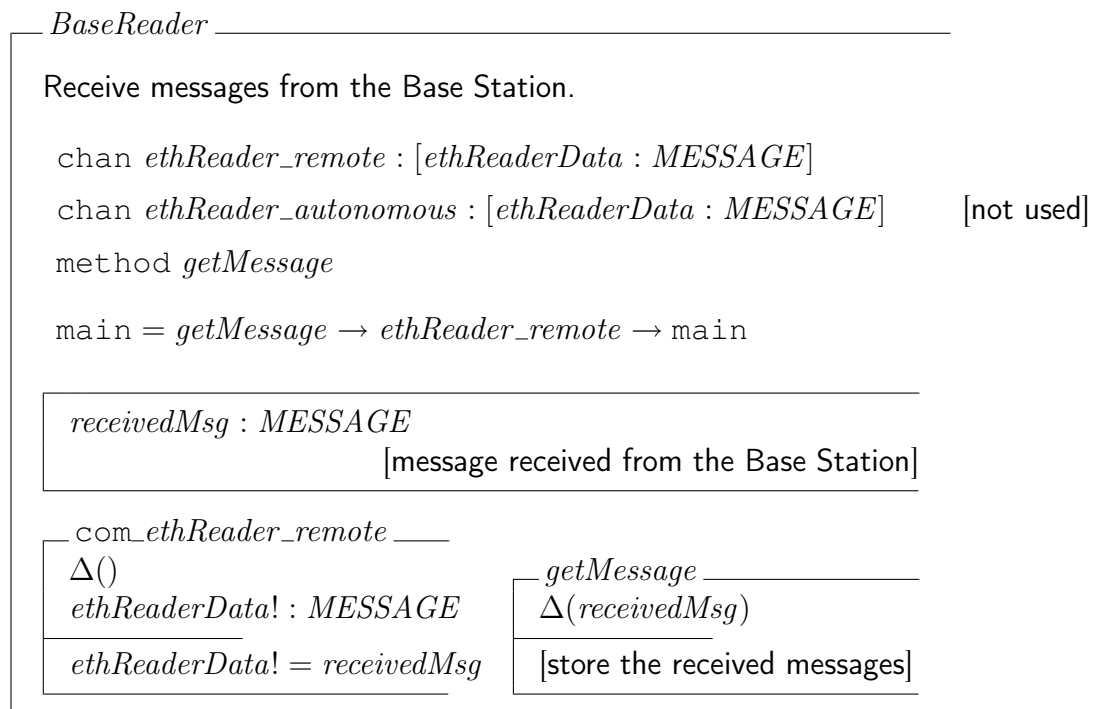 BaseReader
Receive messages from the Base Station.
chan ethReader_remote : [ethReaderData : MESSAGE]
chan ethReader_autonomous : [ethReaderData : MESSAGE] [not used]
method getMessage
main = getMessage → ethReader_remote → main
receivedMsg : MESSAGE
[message received from the Base Station]
com_ethReader_remote
Δ()
ethReaderData! : MESSAGE
ethReaderData! = receivedMsg
getMessage
Δ(receivedMsg)
[store the received messages]